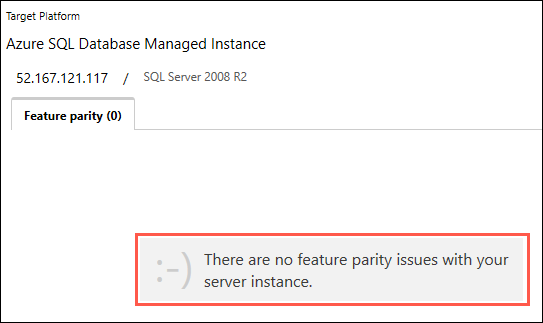 Target Platform
Azure SQL Database Managed Instance
52.167.121.117 / SQL Server 2008 R2
Feature parity (0)
:-) There are no feature parity issues with your
server instance.